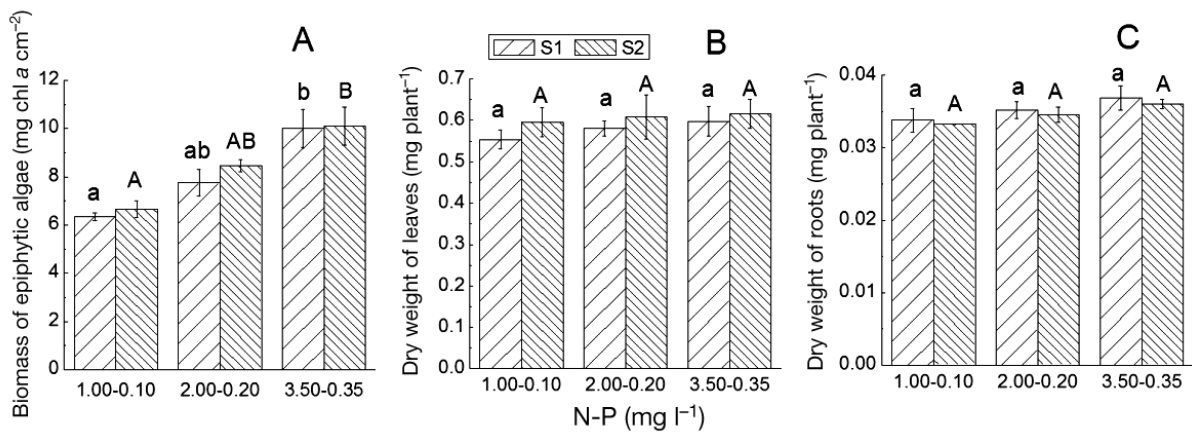 A
Biomass of epiphytic algae (mg chl a cm⁻²)
12
10
8
6
4
2
0
a
A
ab
AB
b
B
1.00-0.10
2.00-0.20
3.50-0.35
S1
S2
B
Dry weight of leaves (mg plant⁻¹)
0.7
0.6
0.5
0.4
0.3
0.2
0.1
0.0
a
A
a
A
a
A
1.00-0.10
2.00-0.20
3.50-0.35
N-P (mg l⁻¹)
C
Dry weight of roots (mg plant⁻¹)
0.04
0.03
0.02
0.01
0.00
a
A
a
A
a
A
1.00-0.10
2.00-0.20
3.50-0.35